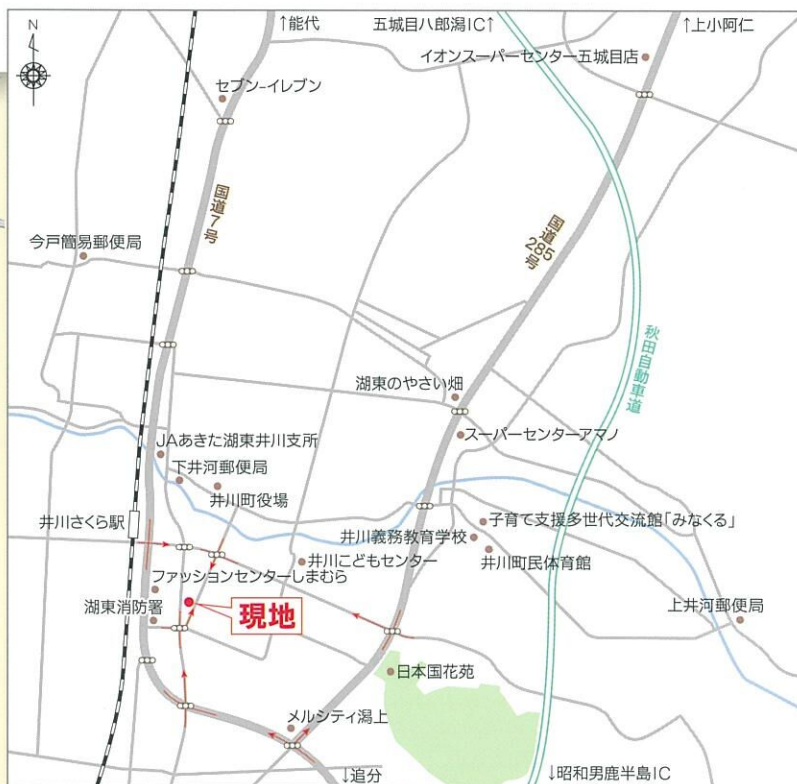 N
↑能代
五城目八郎潟IC↑
↑上小阿仁
イオンスーパーセンター五城目店
セブン-イレブン
国道7号
国道285号
今戸簡易郵便局
秋田自動車道
湖東のやさい畑
スーパーセンターアマノ
JAあきた湖東井川支所
下井河郵便局
井川町役場
井川さくら駅
子育て支援多世代交流館「みなくる」
井川義務教育学校
井川こどもセンター
井川町民体育館
ファッションセンターしまむら
湖東消防署
現地
上井河郵便局
日本国花苑
メルシティ潟上
↓追分
↓昭和男鹿半島IC